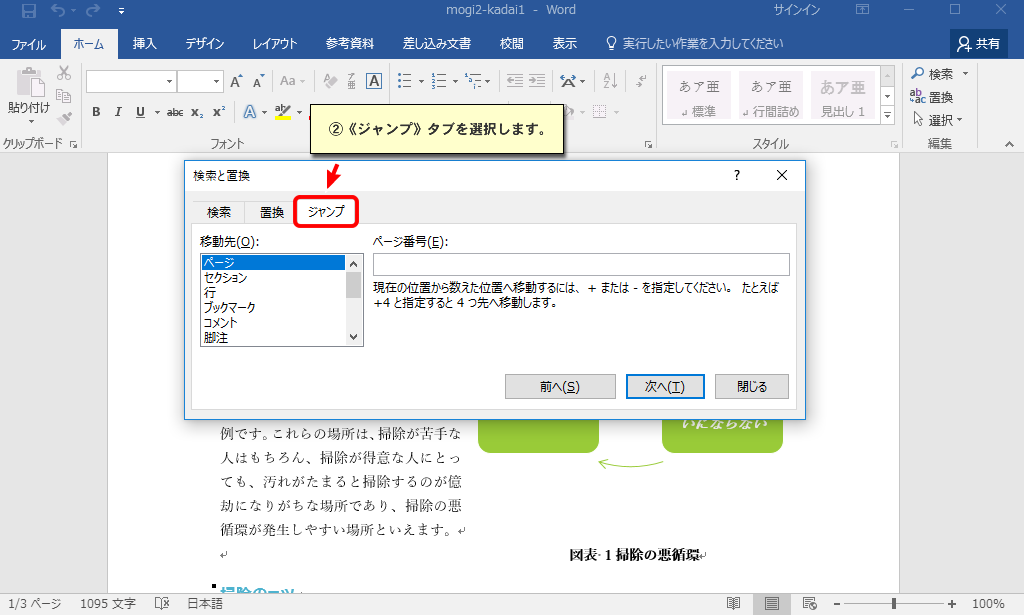 mogi2-kadai1 - Word
サインイン
ファイル ホーム 挿入 デザイン レイアウト 参考資料 差し込み文書 校閲 表示 実行したい作業を入力してください 共有
貼り付け
クリップボード
B I U abc x₂ x² A
Aa
フォント
あア亜 あア亜 あア亜
標準 行間詰め 見出し 1
スタイル
検索
置換
選択
編集
②《ジャンプ》タブを選択します。
検索と置換
検索 置換 ジャンプ
移動先(O):
ページ
セクション
行
ブックマーク
コメント
脚注
ページ番号(E):
現在の位置から数えた位置へ移動するには、+ または - を指定してください。 たとえば
+4 と指定すると 4 つ先へ移動します。
前へ(S) 次へ(T) 閉じる
いにならない
例です。これらの場所は、掃除が苦手な
人はもちろん、掃除が得意な人にとっ
ても、汚れがたまると掃除するのが億
劫になりがちな場所であり、掃除の悪
循環が発生しやすい場所といえます。
図表 1 掃除の悪循環
掃除のコツ
1/3 ページ 1095 文字 日本語 100%